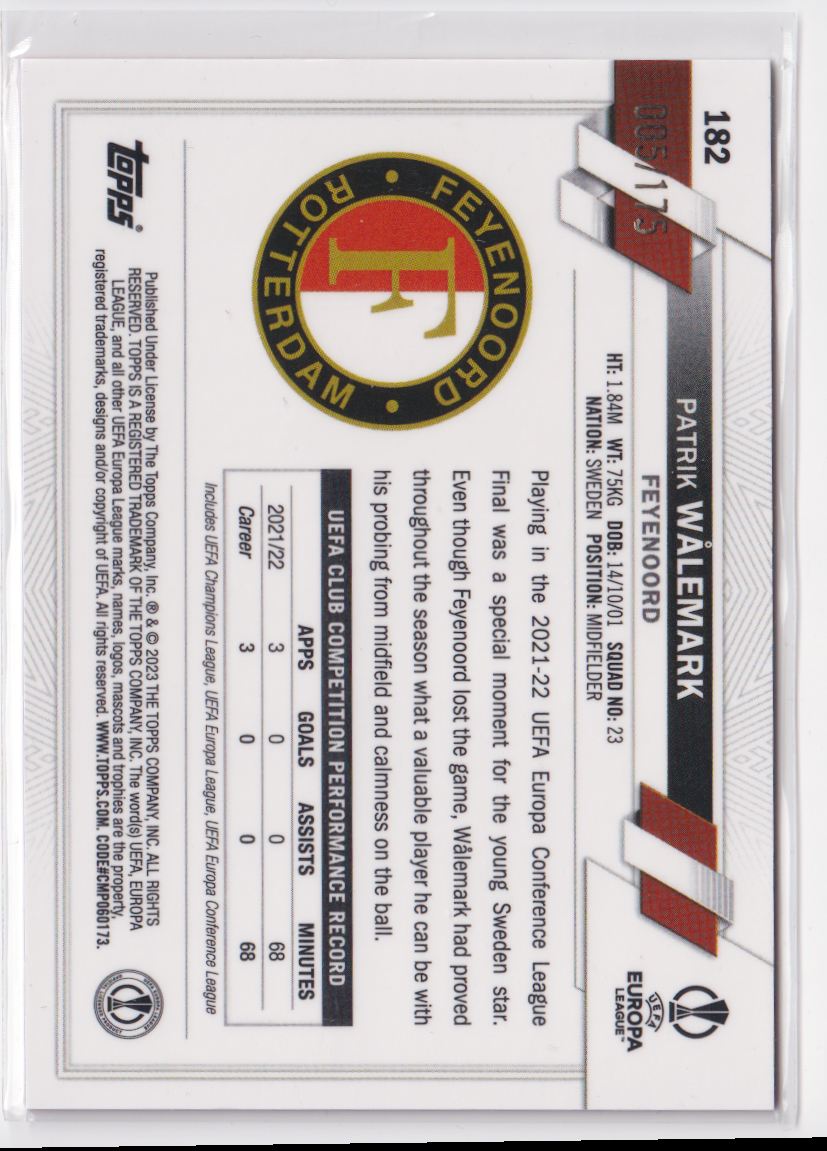 182
005/175
PATRIK WÅLEMARK
FEYENOORD
HT: 1.84M WT: 75KG DOB: 14/10/01 SQUAD NO: 23
NATION: SWEDEN POSITION: MIDFIELDER
UEFA
EUROPA
LEAGUE™
FEYENOORD
ROTTERDAM
F
Playing in the 2021-22 UEFA Europa Conference League
Final was a special moment for the young Sweden star.
Even though Feyenoord lost the game, Wålemark had proved
throughout the season what a valuable player he can be with
his probing from midfield and calmness on the ball.
UEFA CLUB COMPETITION PERFORMANCE RECORD
APPS GOALS ASSISTS MINUTES
2021/22 3 0 0 68
Career 3 0 0 68
Includes UEFA Champions League, UEFA Europa League, UEFA Europa Conference League
topps®
Published Under License by The Topps Company, Inc. ® & © 2023 THE TOPPS COMPANY, INC. ALL RIGHTS
RESERVED. TOPPS IS A REGISTERED TRADEMARK OF THE TOPPS COMPANY, INC. The word(s) UEFA, EUROPA
LEAGUE, and all other UEFA Europa League marks, names, logos, mascots and trophies are the property,
registered trademarks, designs and/or copyright of UEFA. All rights reserved. WWW.TOPPS.COM. CODE#CMP060173.